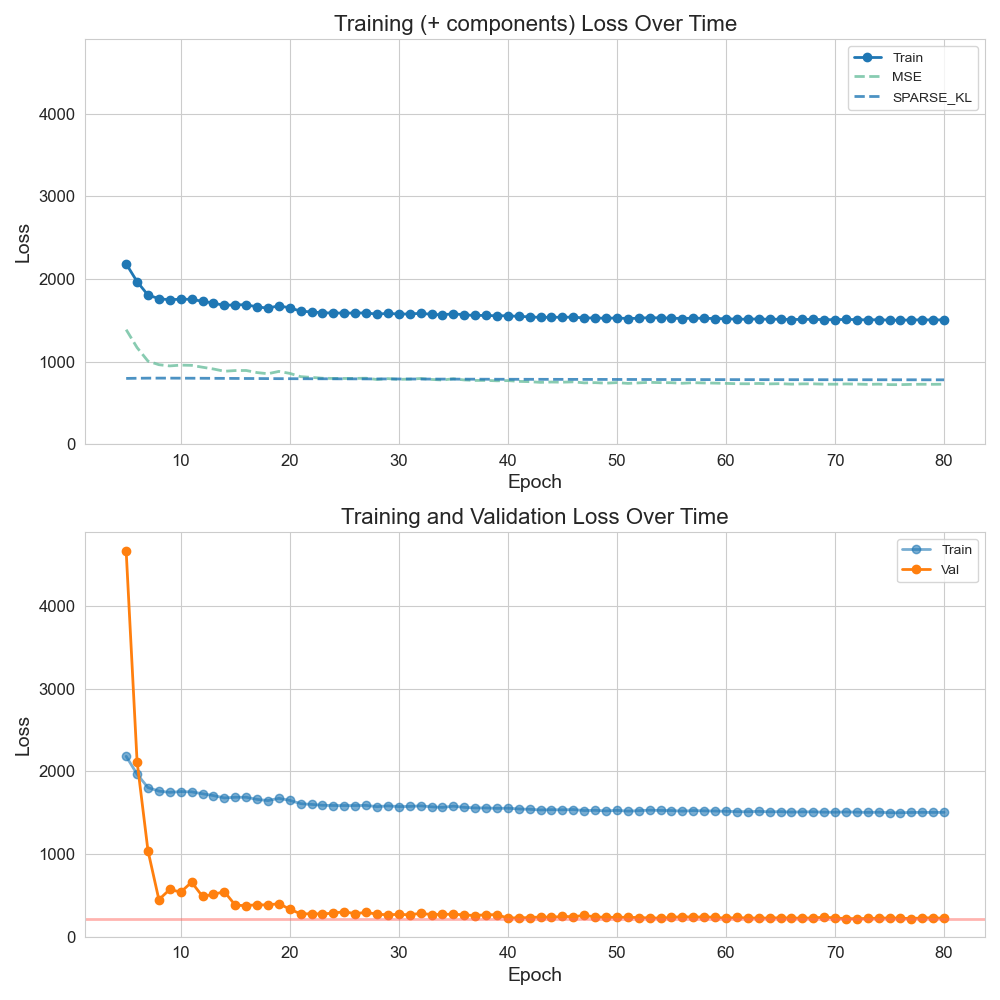 Training (+ components) Loss Over Time
Train
MSE
SPARSE_KL
Loss
4000
3000
2000
1000
0
10 20 30 40 50 60 70 80
Epoch
Training and Validation Loss Over Time
Train
Val
Loss
4000
3000
2000
1000
0
10 20 30 40 50 60 70 80
Epoch